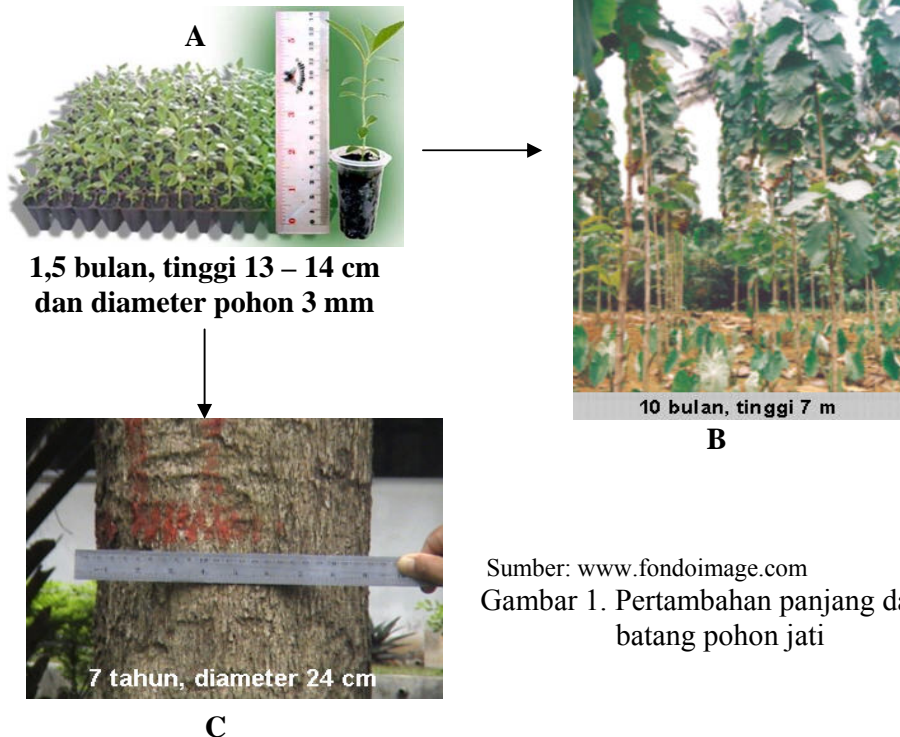 A
1,5 bulan, tinggi 13 – 14 cm
dan diameter pohon 3 mm
10 bulan, tinggi 7 m
B
7 tahun, diameter 24 cm
C
Sumber: www.fondoimage.com
Gambar 1. Pertambahan panjang
batang pohon jati